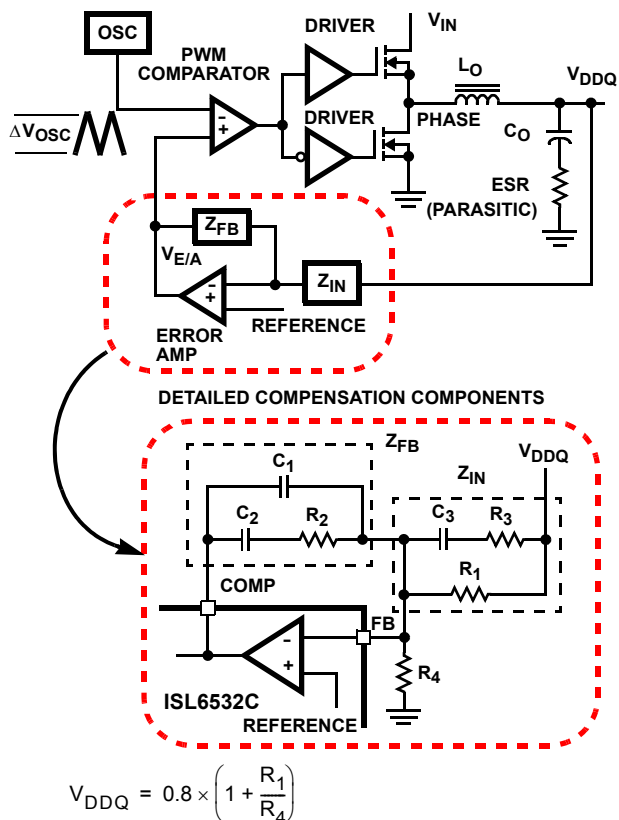 OSC
PWM
COMPARATOR
DRIVER
V_IN
L_O
V_DDQ
ΔV_OSC
-
+
DRIVER
PHASE
C_O
ESR
(PARASITIC)
Z_FB
V_E/A
-
+
Z_IN
REFERENCE
ERROR
AMP
DETAILED COMPENSATION COMPONENTS
Z_FB
V_DDQ
C_1
Z_IN
C_2
R_2
C_3
R_3
R_1
COMP
FB
-
+
R_4
ISL6532C
REFERENCE
V_DDQ = 0.8 × (1 + R_1/R_4)